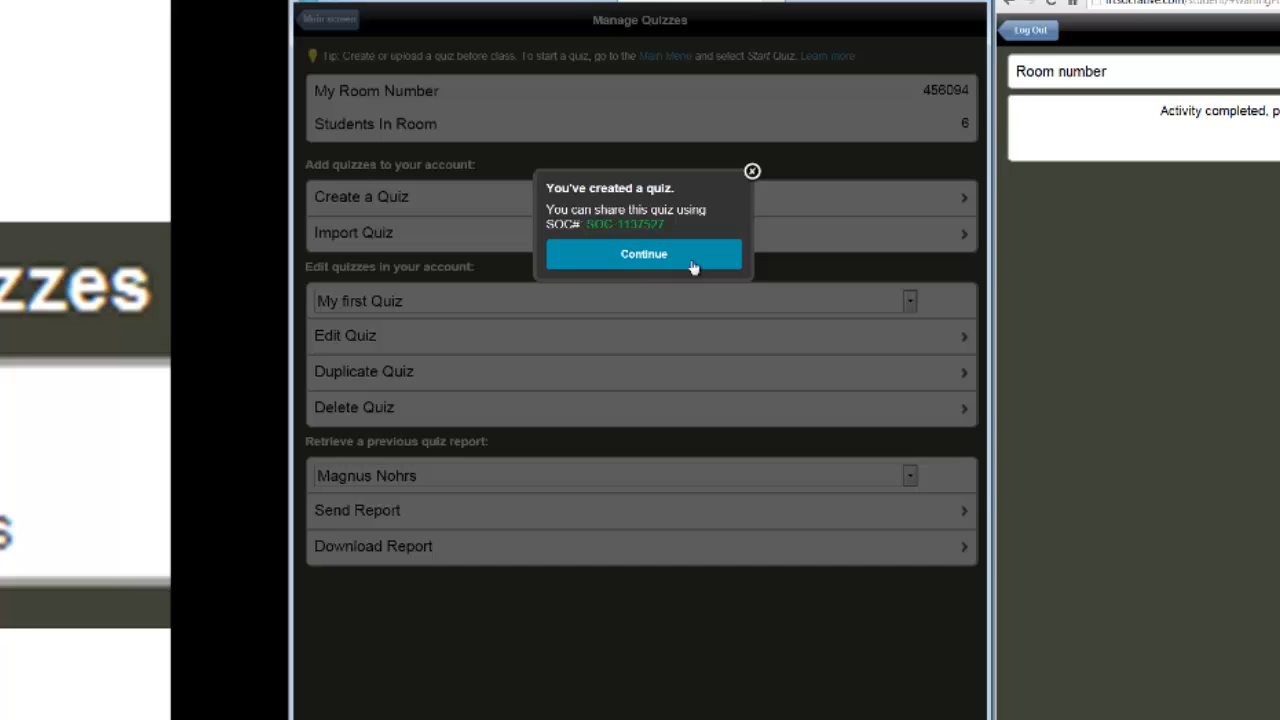 Main screen
Manage Quizzes
Tip: Create or upload a quiz before class. To start a quiz, go to the Main Menu and select Start Quiz. Learn more
My Room Number 456094
Students In Room 6
Add quizzes to your account:
Create a Quiz
Import Quiz
You've created a quiz.
You can share this quiz using
SOC#: SOC-1137527
Continue
Edit quizzes in your account:
My first Quiz
Edit Quiz
Duplicate Quiz
Delete Quiz
Retrieve a previous quiz report:
Magnus Nohrs
Send Report
Download Report
zzes
s
Log Out
Room number
Activity completed, p